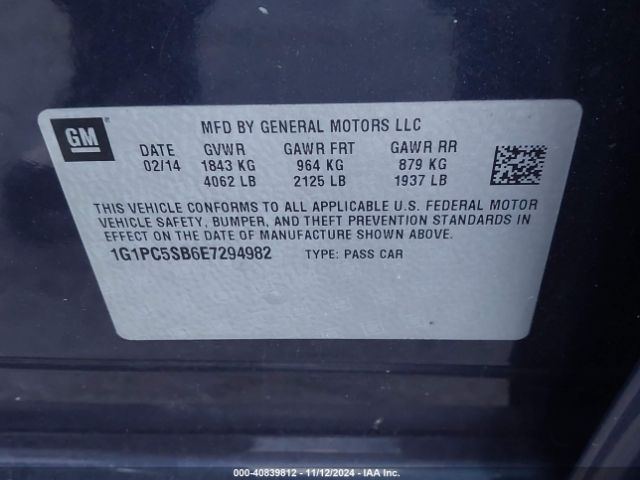 GM
MFD BY GENERAL MOTORS LLC
DATE GVWR GAWR FRT GAWR RR
02/14 1843 KG 964 KG 879 KG
4062 LB 2125 LB 1937 LB
THIS VEHICLE CONFORMS TO ALL APPLICABLE U.S. FEDERAL MOTOR
VEHICLE SAFETY, BUMPER, AND THEFT PREVENTION STANDARDS IN
EFFECT ON THE DATE OF MANUFACTURE SHOWN ABOVE.
1G1PC5SB6E7294982 TYPE: PASS CAR
000-40839812 - 11/12/2024 - IAA Inc.